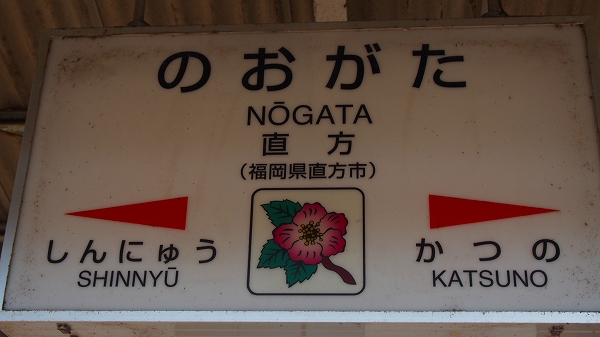 のおがた
NŌGATA
直方
(福岡県直方市)
しんにゅう かつの
SHINNYŪ KATSUNO